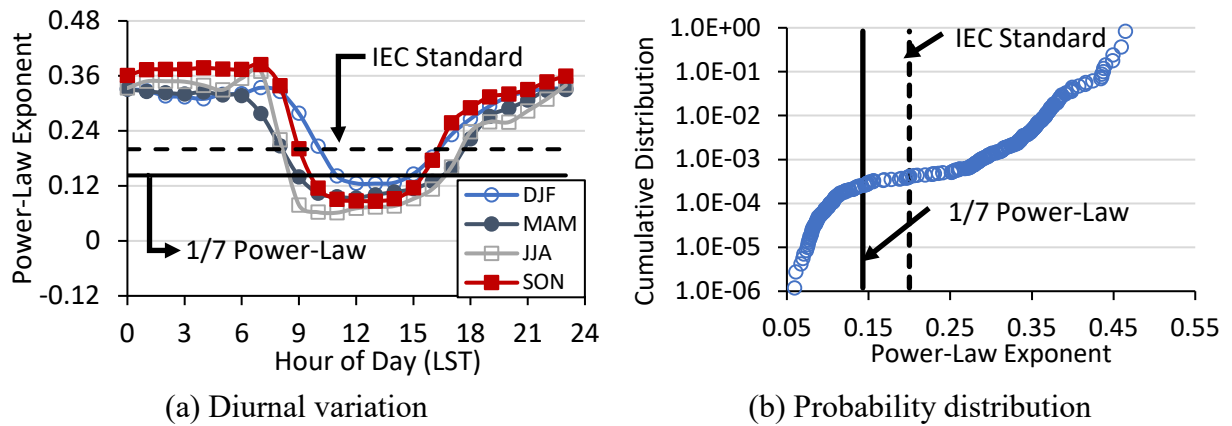 Power-Law Exponent
0.48
0.36
0.24
0.12
0
-0.12
IEC Standard
1/7 Power-Law
DJF
MAM
JJA
SON
0 3 6 9 12 15 18 21 24
Hour of Day (LST)
(a) Diurnal variation
Cumulative Distribution
1.0E+00
1.0E-01
1.0E-02
1.0E-03
1.0E-04
1.0E-05
1.0E-06
IEC Standard
1/7 Power-Law
0.05 0.15 0.25 0.35 0.45 0.55
Power-Law Exponent
(b) Probability distribution